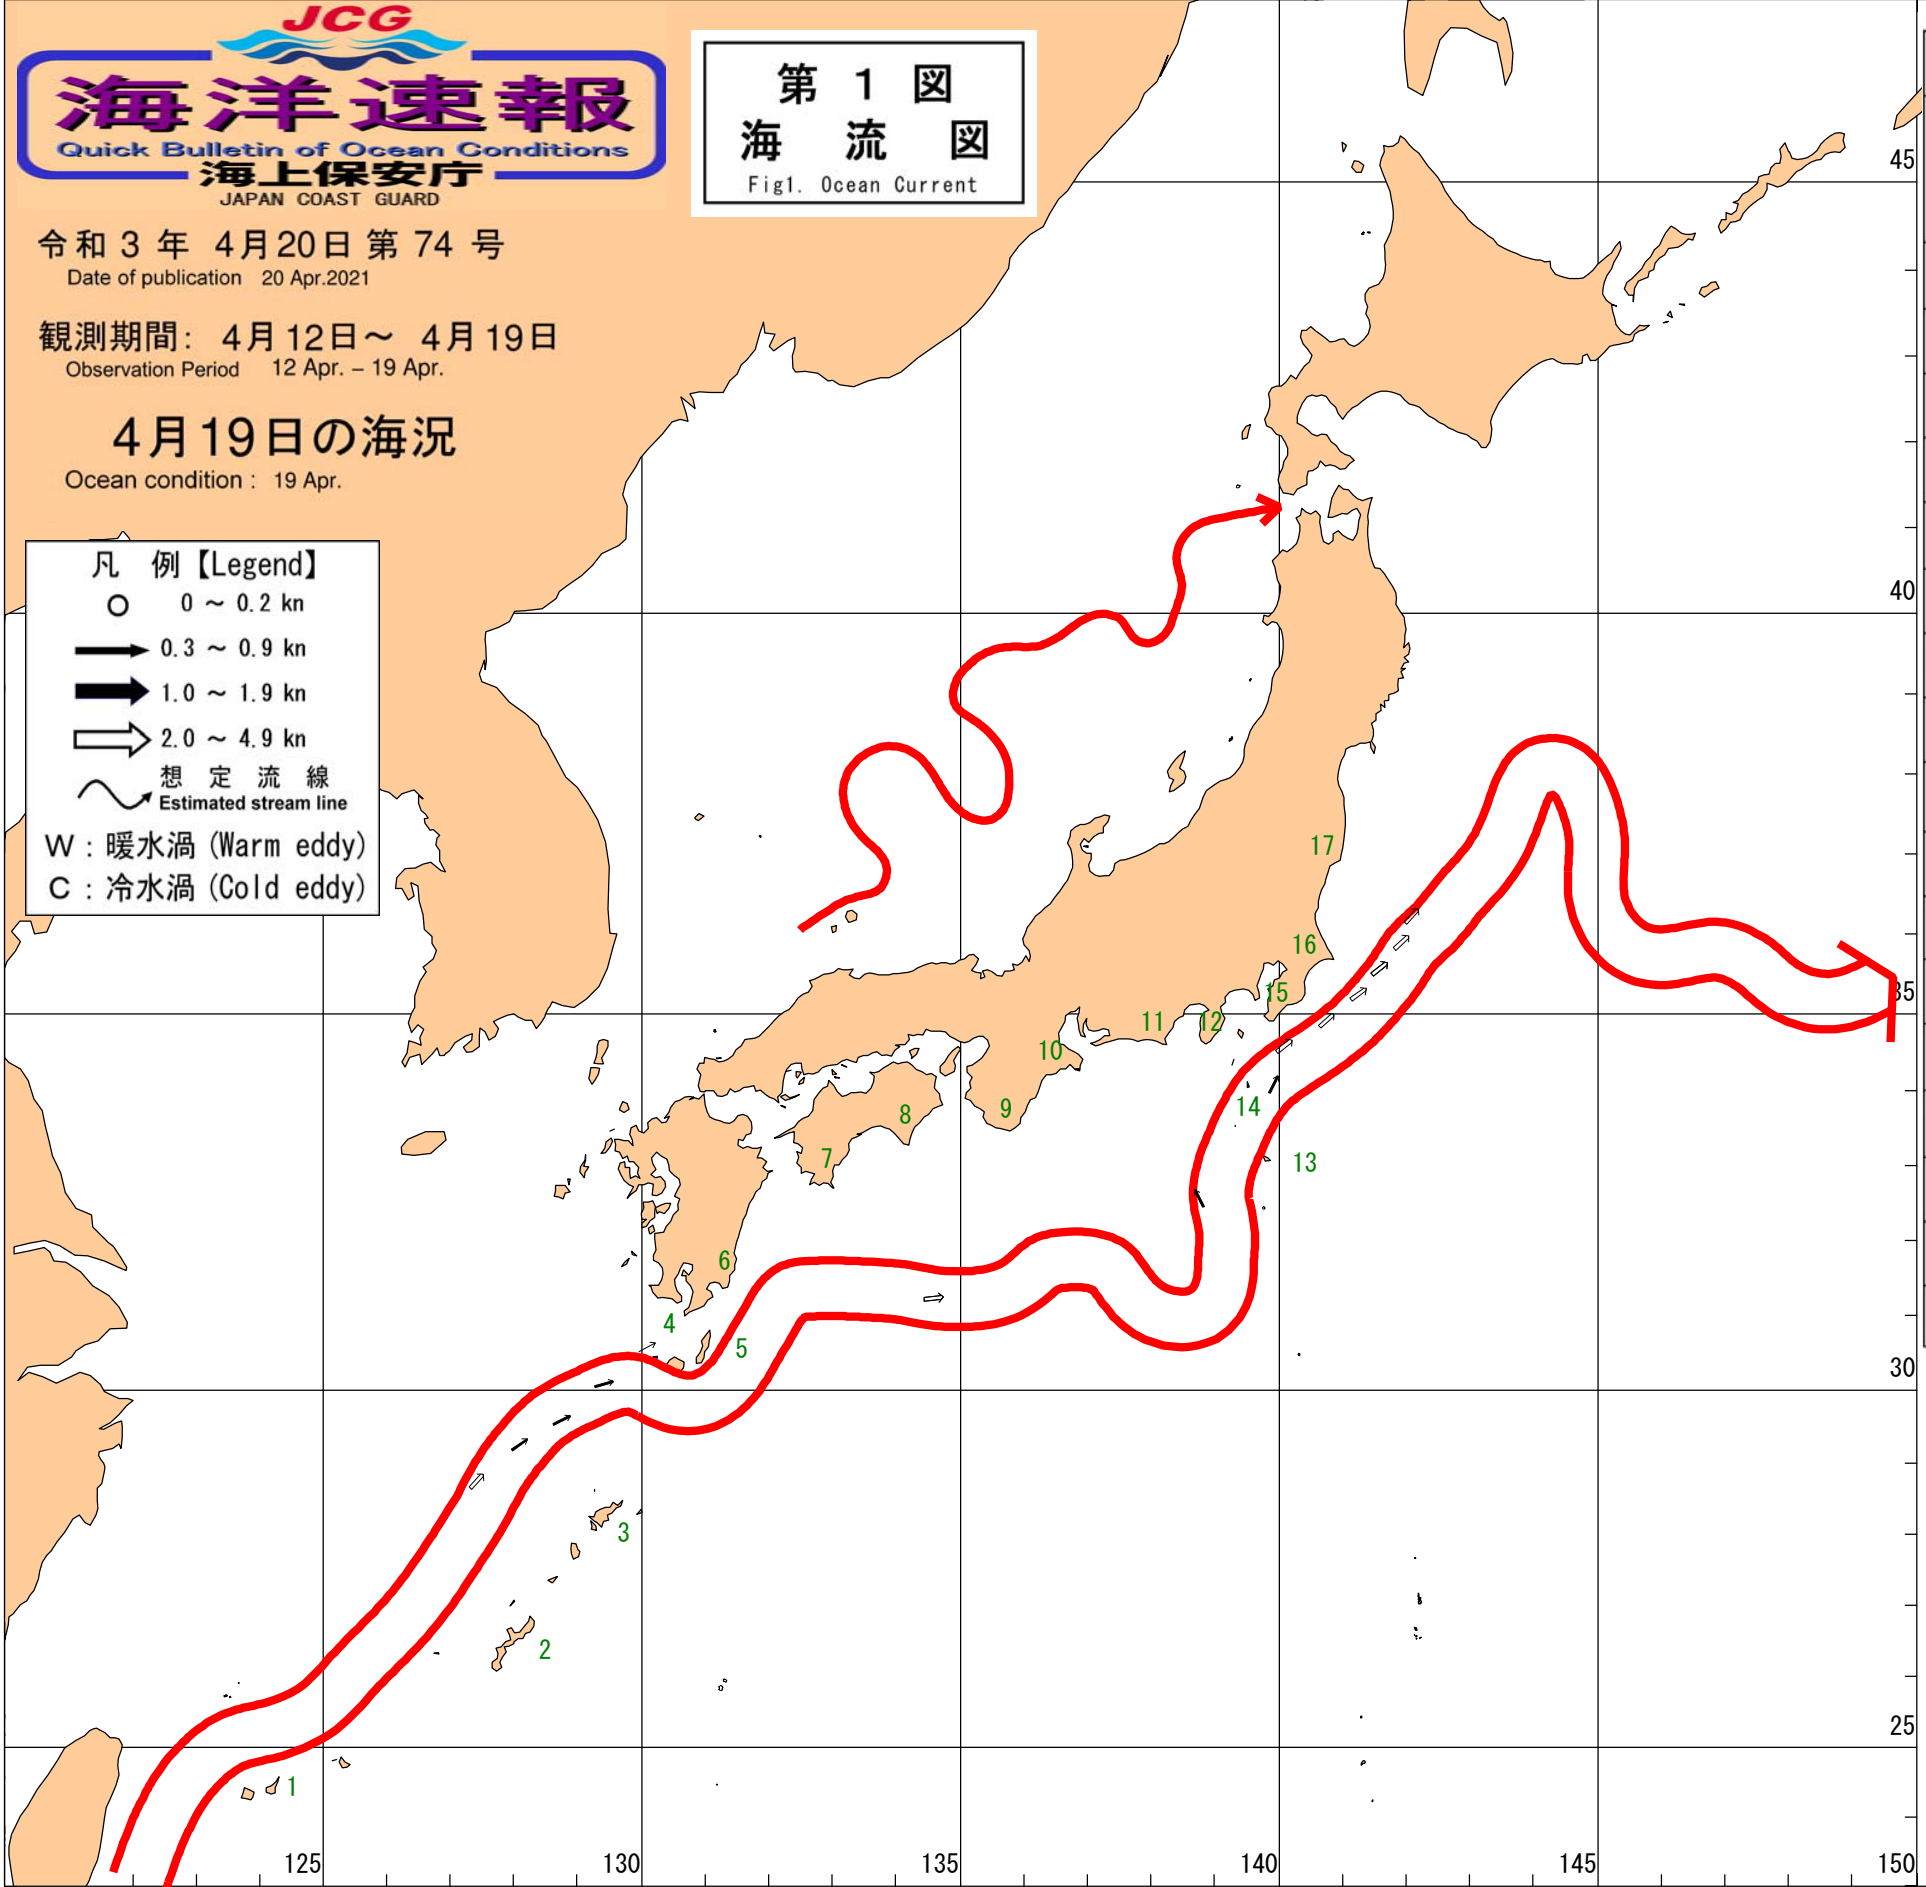 JCG
海洋速報
Quick Bulletin of Ocean Conditions
海上保安庁
JAPAN COAST GUARD
第 1 図
海 流 図
Fig1. Ocean Current
令和 3 年 4月20日 第 74 号
Date of publication 20 Apr.2021
観測期間: 4月12日～ 4月19日
Observation Period 12 Apr. – 19 Apr.
4月19日の海況
Ocean condition : 19 Apr.
凡 例【Legend】
0 ～ 0.2 kn
0.3 ～ 0.9 kn
1.0 ～ 1.9 kn
2.0 ～ 4.9 kn
想 定 流 線
Estimated stream line
W : 暖水渦 (Warm eddy)
C : 冷水渦 (Cold eddy)
45
40
35
30
25
17
16
15
11
12
10
14
9
8
7
13
6
4
5
3
2
1
125
130
135
140
145
150